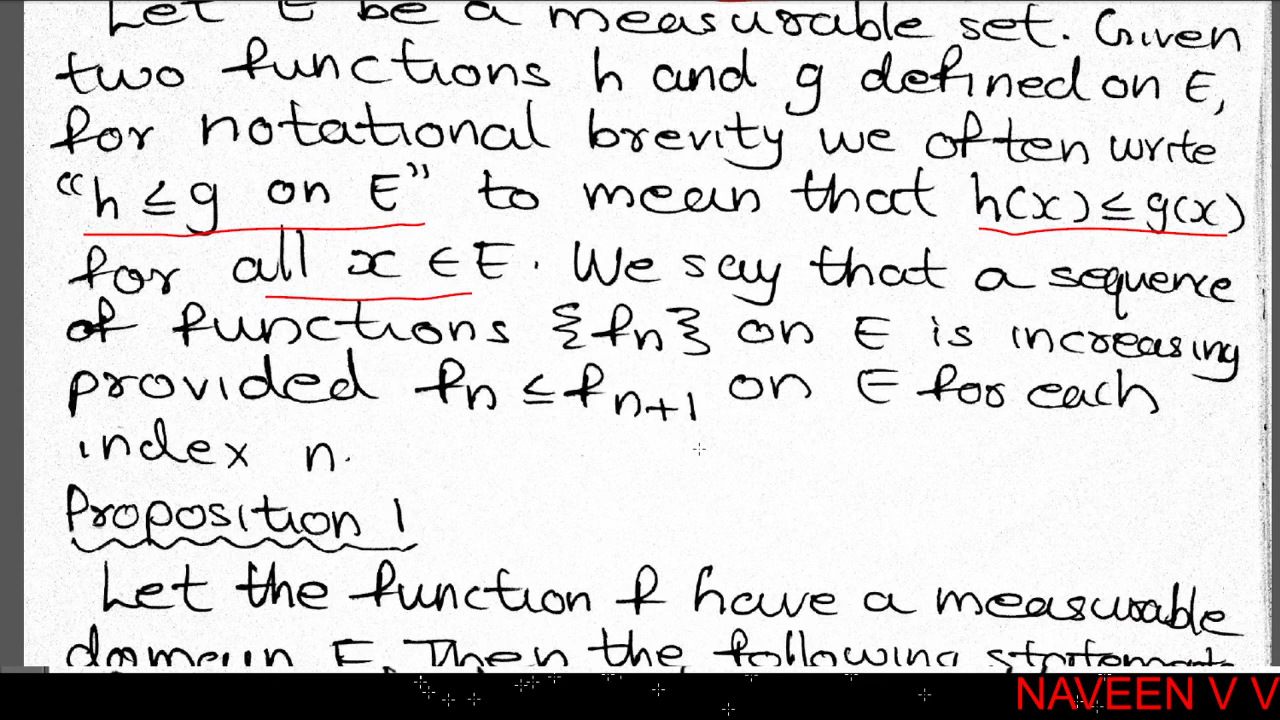 Let E be a measurable set. Given
two functions h and g defined on E,
for notational brevity we often write
“h ≤ g on E” to mean that h(x) ≤ g(x)
for all x ∈ E. We say that a sequence
of functions {fn} on E is increasing
provided fn ≤ fn+1 on E for each
index n.
Proposition 1
Let the function f have a measurable
domain E. Then the following statements
NAVEEN V V